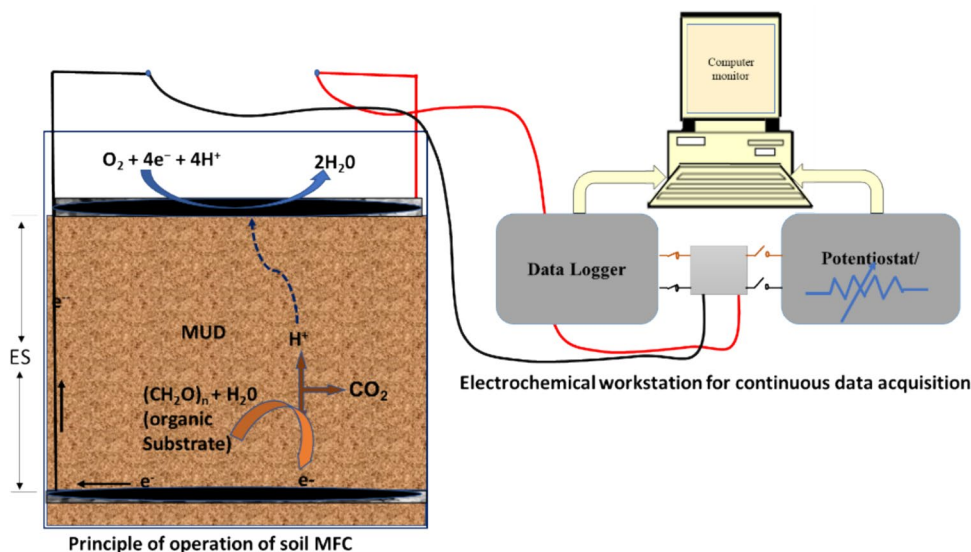 Computer
monitor
O₂ + 4e⁻ + 4H⁺
2H₂0
Data Logger
Potentiostat/
e⁻
MUD
H⁺
ES
CO₂
(CH₂O)ₙ + H₂0
(organic
Substrate)
Electrochemical workstation for continuous data acquisition
e⁻
e-
Principle of operation of soil MFC